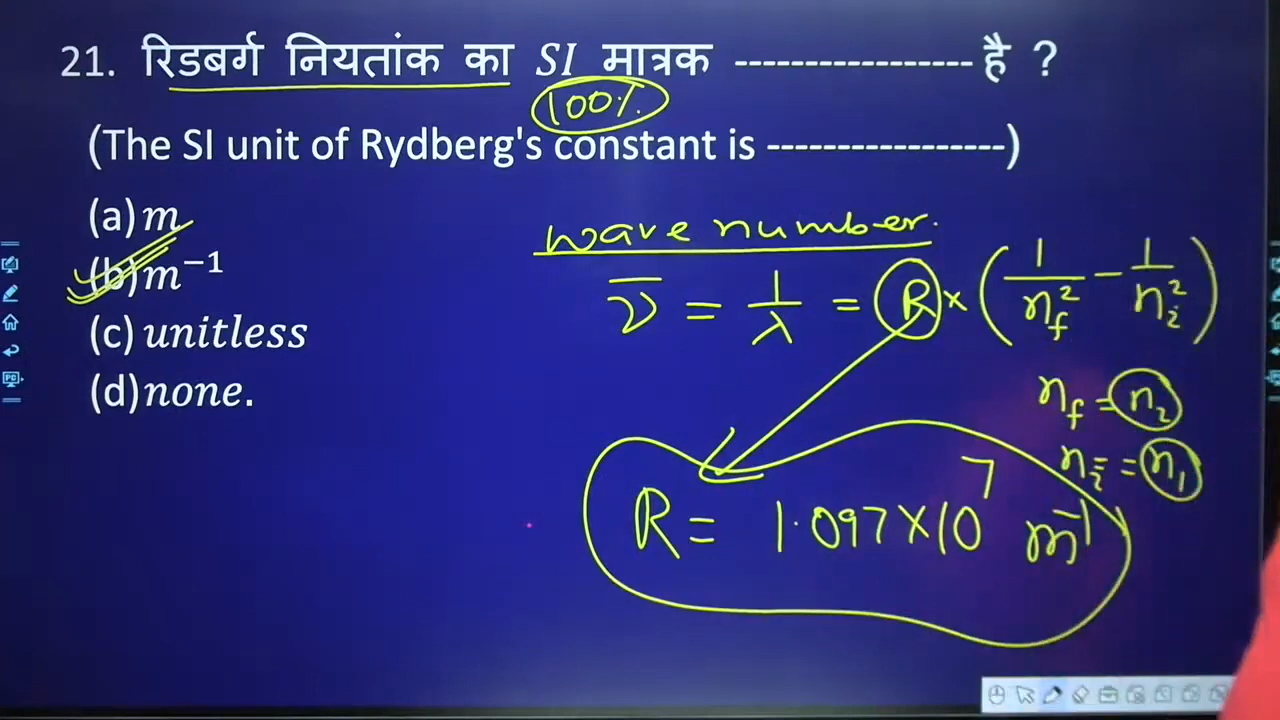 21. रिडबर्ग नियतांक का SI मात्रक ----------------- है ?
100%.
(The SI unit of Rydberg's constant is -----------------)
(a) m
(b) m⁻¹
(c) unitless
(d) none.
wave number.
ν̅ = 1/λ = R × (1/n_f² − 1/n_i²)
n_f = n₂
n_i = n₁
R = 1.097×10⁷ m⁻¹